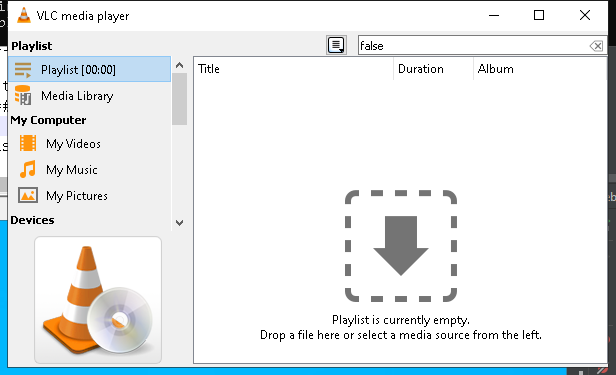 VLC media player
Playlist
false
Playlist [00:00]
Title
Duration
Album
Media Library
My Computer
My Videos
My Music
My Pictures
Devices
Playlist is currently empty.
Drop a file here or select a media source from the left.